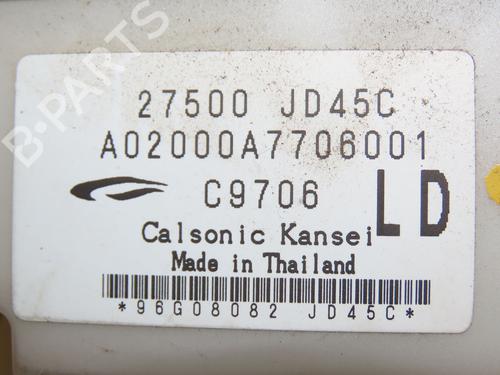 27500 JD45C
A02000A7706001
C9706
LD
Calsonic Kansei
Made in Thailand
*96G08082 JD45C*
B-PARTS